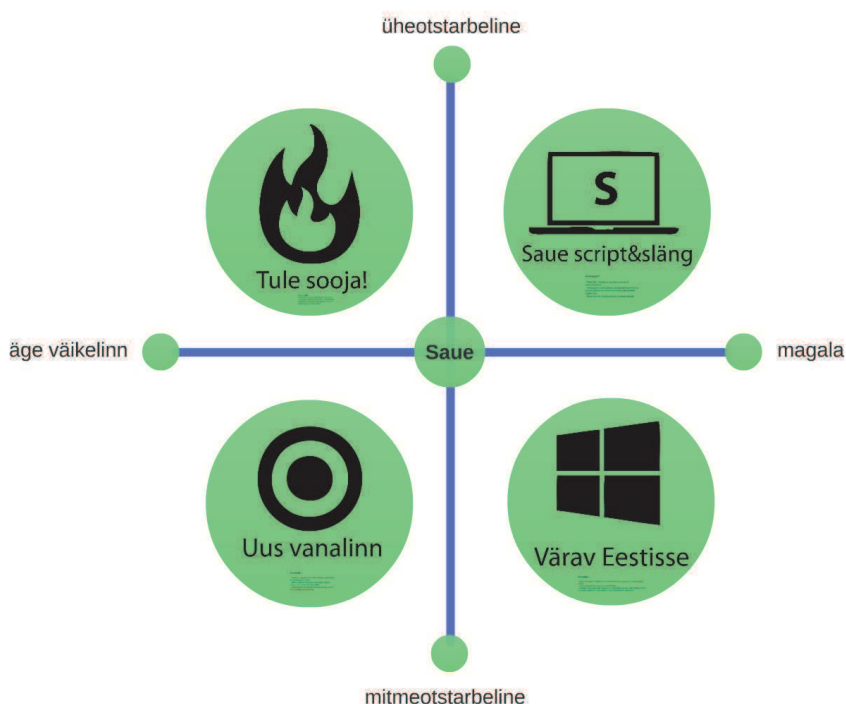 üheotstarbeline
S
Tule sooja!
Saue script&släng
äge väikelinn
Saue
magala
Uus vanalinn
Värav Eestisse
mitmeotstarbeline